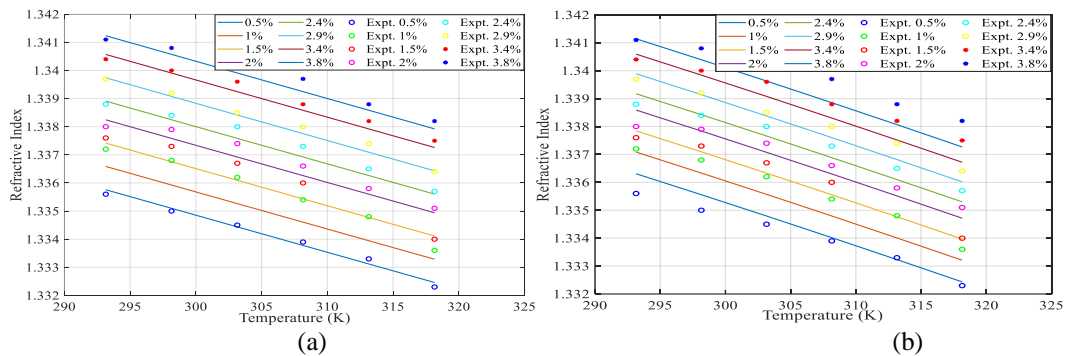 1.342
1.341
1.34
1.339
1.338
1.337
1.336
1.335
1.334
1.333
1.332
Refractive Index
0.5% 2.4% Expt. 0.5% Expt. 2.4%
1% 2.9% Expt. 1% Expt. 2.9%
1.5% 3.4% Expt. 1.5% Expt. 3.4%
2% 3.8% Expt. 2% Expt. 3.8%
290 295 300 305 310 315 320 325
Temperature (K)
(a)
1.342
1.341
1.34
1.339
1.338
1.337
1.336
1.335
1.334
1.333
1.332
Refractive Index
0.5% 2.4% Expt. 0.5% Expt. 2.4%
1% 2.9% Expt. 1% Expt. 2.9%
1.5% 3.4% Expt. 1.5% Expt. 3.4%
2% 3.8% Expt. 2% Expt. 3.8%
290 295 300 305 310 315 320 325
Temperature (K)
(b)